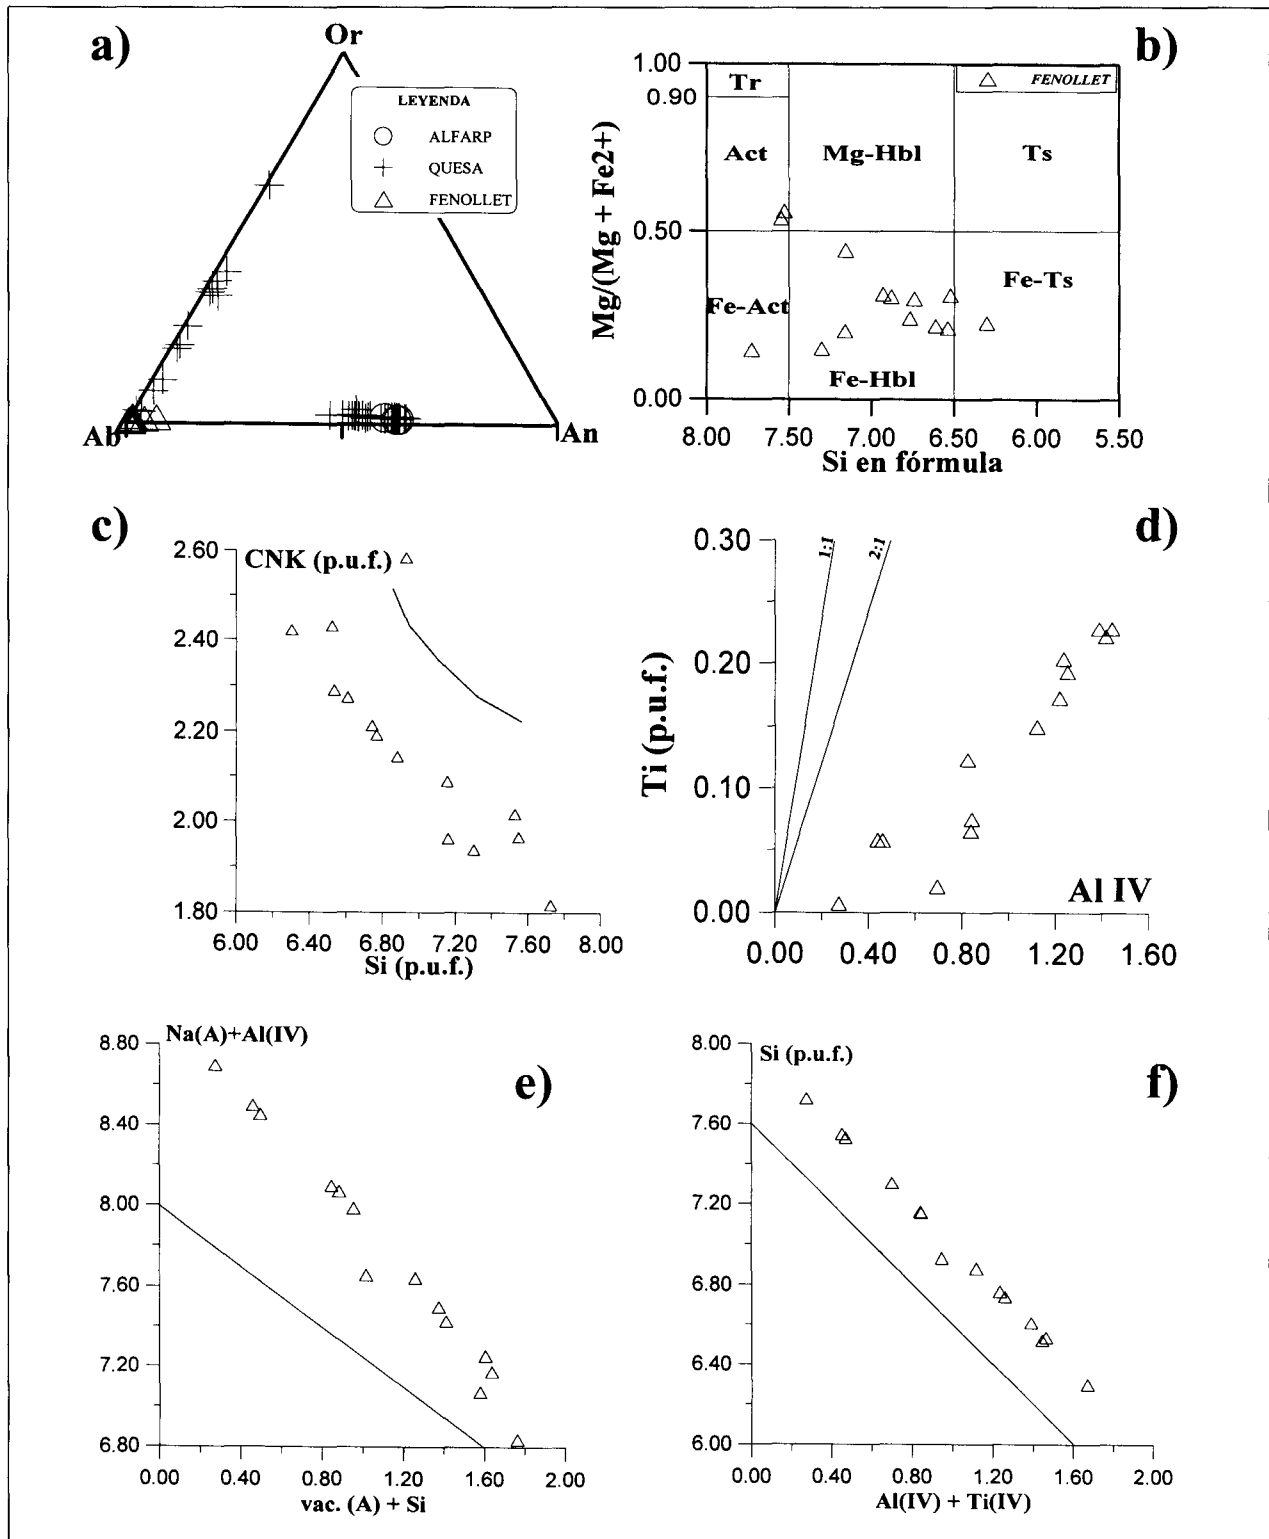 a)
Or
LEYENDA
ALFARP
QUESA
FENOLLET
Ab
An
b)
Mg/(Mg + Fe2+)
1.00
0.90
0.50
0.00
Tr
FENOLLET
Act
Mg-Hbl
Ts
Fe-Act
Fe-Ts
Fe-Hbl
8.00 7.50 7.00 6.50 6.00 5.50
Si en fórmula
c)
CNK (p.u.f.)
2.60
2.40
2.20
2.00
1.80
6.00 6.40 6.80 7.20 7.60 8.00
Si (p.u.f.)
d)
Ti (p.u.f.)
0.30
0.20
0.10
0.00
1:1
2:1
Al IV
0.00 0.40 0.80 1.20 1.60
e)
Na(A)+Al(IV)
8.80
8.40
8.00
7.60
7.20
6.80
0.00 0.40 0.80 1.20 1.60 2.00
vac. (A) + Si
f)
Si (p.u.f.)
8.00
7.60
7.20
6.80
6.40
6.00
0.00 0.40 0.80 1.20 1.60 2.00
Al(IV) + Ti(IV)